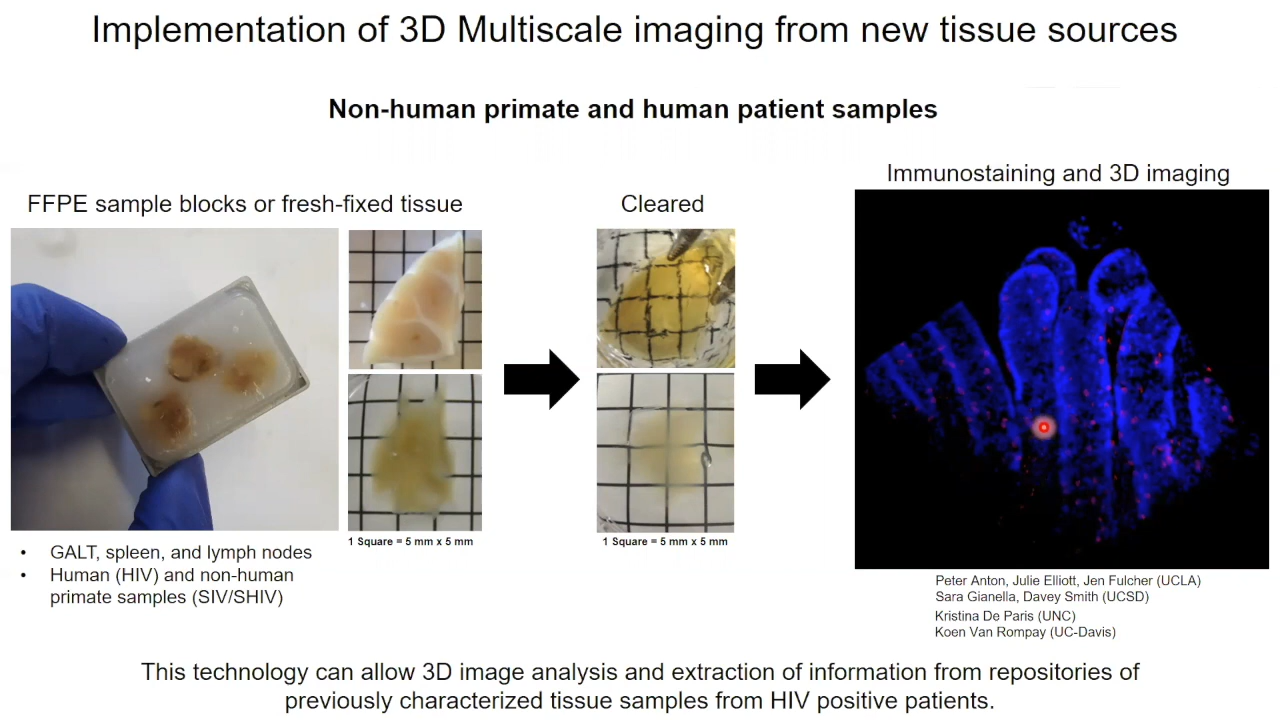 Implementation of 3D Multiscale imaging from new tissue sources
Non-human primate and human patient samples
FFPE sample blocks or fresh-fixed tissue
Cleared
Immunostaining and 3D imaging
1 Square = 5 mm x 5 mm
1 Square = 5 mm x 5 mm
• GALT, spleen, and lymph nodes
• Human (HIV) and non-human
primate samples (SIV/SHIV)
Peter Anton, Julie Elliott, Jen Fulcher (UCLA)
Sara Gianella, Davey Smith (UCSD)
Kristina De Paris (UNC)
Koen Van Rompay (UC-Davis)
This technology can allow 3D image analysis and extraction of information from repositories of
previously characterized tissue samples from HIV positive patients.